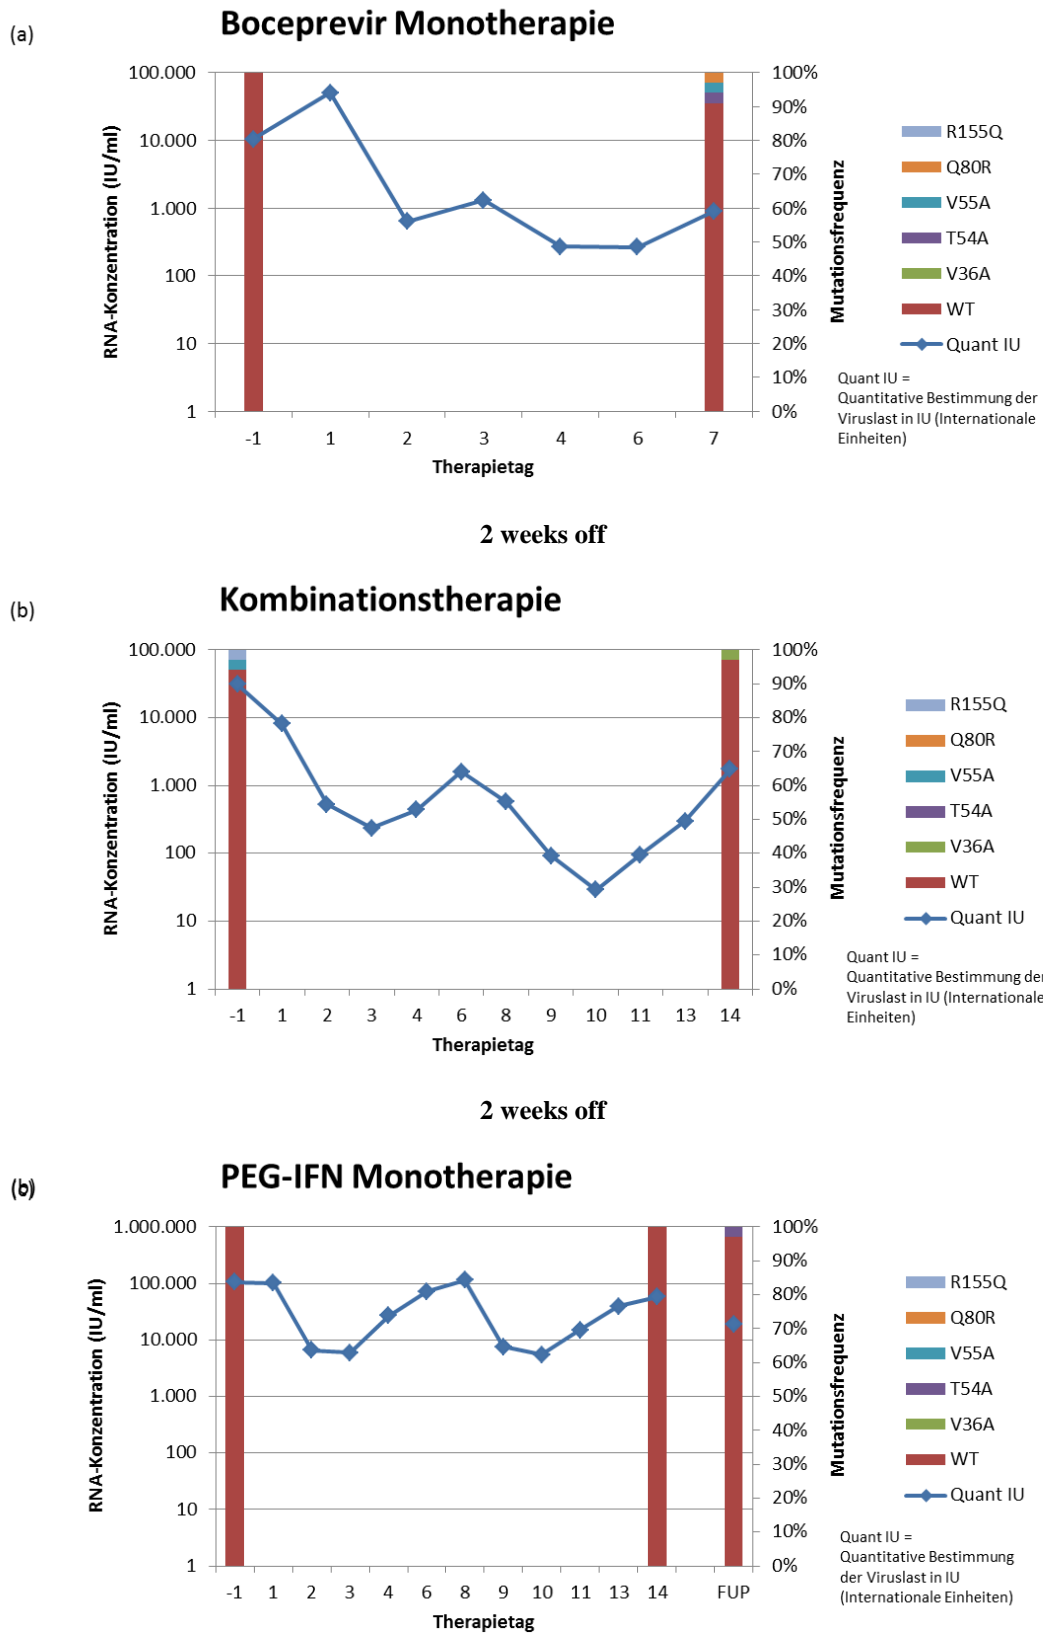 (a)
Boceprevir Monotherapie
RNA-Konzentration (IU/ml)
100.000
10.000
1.000
100
10
1
-1 1 2 3 4 6 7
Therapietag
100%
90%
80%
70%
60%
50%
40%
30%
20%
10%
0%
Mutationsfrequenz
R155Q
Q80R
V55A
T54A
V36A
WT
Quant IU
Quant IU =
Quantitative Bestimmung der
Viruslast in IU (Internationale
Einheiten)
2 weeks off
(b)
Kombinationstherapie
RNA-Konzentration (IU/ml)
100.000
10.000
1.000
100
10
1
-1 1 2 3 4 6 8 9 10 11 13 14
Therapietag
100%
90%
80%
70%
60%
50%
40%
30%
20%
10%
0%
Mutationsfrequenz
R155Q
Q80R
V55A
T54A
V36A
WT
Quant IU
Quant IU =
Quantitative Bestimmung der
Viruslast in IU (Internationale
Einheiten)
2 weeks off
PEG-IFN Monotherapie
RNA-Konzentration (IU/ml)
1.000.000
100.000
10.000
1.000
100
10
1
-1 1 2 3 4 6 8 9 10 11 13 14 FUP
Therapietag
100%
90%
80%
70%
60%
50%
40%
30%
20%
10%
0%
Mutationsfrequenz
R155Q
Q80R
V55A
T54A
V36A
WT
Quant IU
Quant IU =
Quantitative Bestimmung
der Viruslast in IU
(Internationale Einheiten)